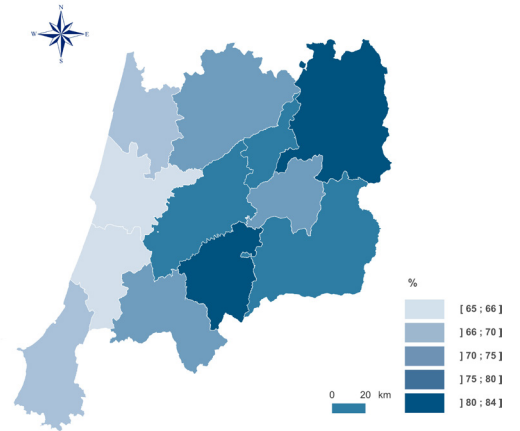 N
W E
S
%
[ 65 ; 66 ]
] 66 ; 70 ]
] 70 ; 75 ]
] 75 ; 80 ]
] 80 ; 84 ]
0 20 km